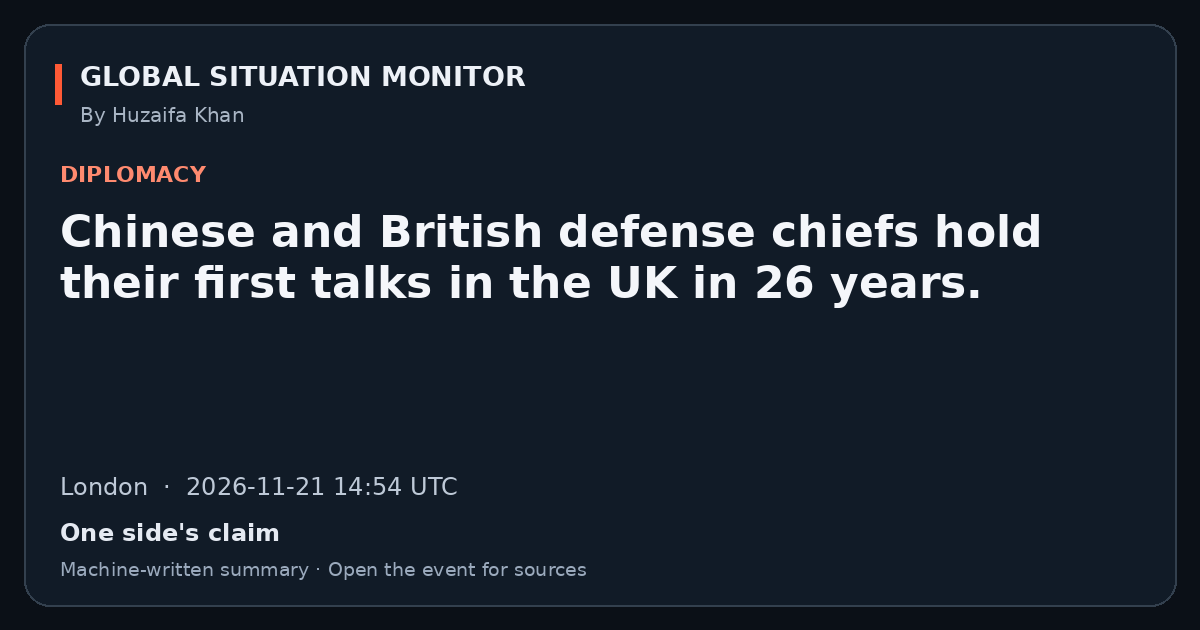 GLOBAL SITUATION MONITOR
By Huzaifa Khan
DIPLOMACY
Chinese and British defense chiefs hold
their first talks in the UK in 26 years.
London · 2026-11-21 14:54 UTC
One side's claim
Machine-written summary · Open the event for sources